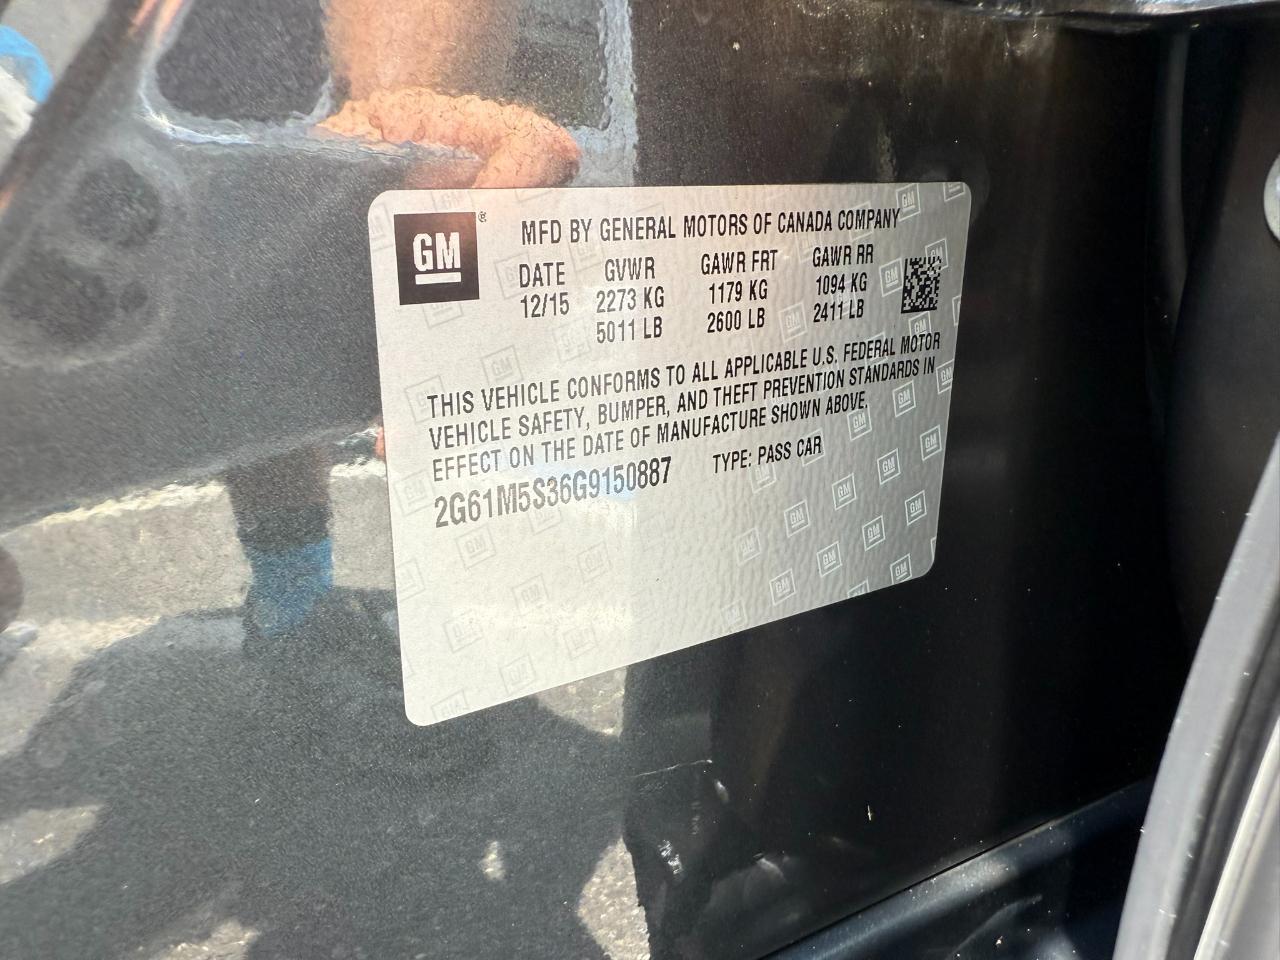 GM ®
MFD BY GENERAL MOTORS OF CANADA COMPANY
DATE GVWR GAWR FRT GAWR RR
12/15 2273 KG 1179 KG 1094 KG
5011 LB 2600 LB 2411 LB
THIS VEHICLE CONFORMS TO ALL APPLICABLE U.S. FEDERAL MOTOR
VEHICLE SAFETY, BUMPER, AND THEFT PREVENTION STANDARDS IN
EFFECT ON THE DATE OF MANUFACTURE SHOWN ABOVE.
2G61M5S36G9150887 TYPE: PASS CAR